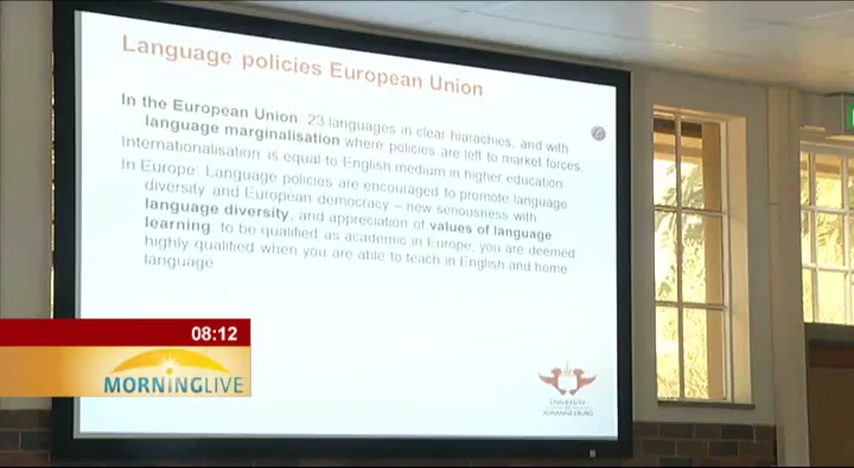 Language policies European Union
In the European Union: 23 languages in clear hiarachies, and with
language marginalisation where policies are left to market forces.
Internationalisation is equal to English medium in higher education
In Europe: Language policies are encouraged to promote language
diversity and European democracy – new seriousness with
language diversity, and appreciation of values of language
learning: to be qualified as academic in Europe, you are deemed
highly qualified when you are able to teach in English and home
language
08:12
MORNINGLIVE
UNIVERSITY
OF
JOHANNESBURG